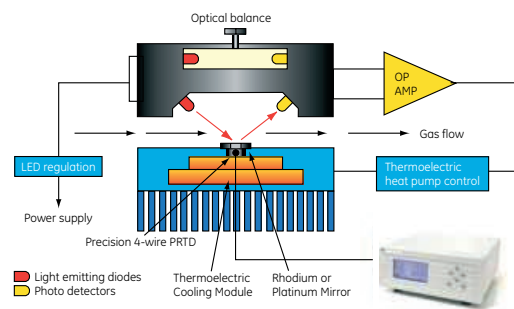 Optical balance
OP
AMP
Gas flow
LED regulation
Thermoelectric
heat pump control
Power supply
Precision 4-wire PRTD
Light emitting diodes
Photo detectors
Thermoelectric
Cooling Module
Rhodium or
Platinum Mirror